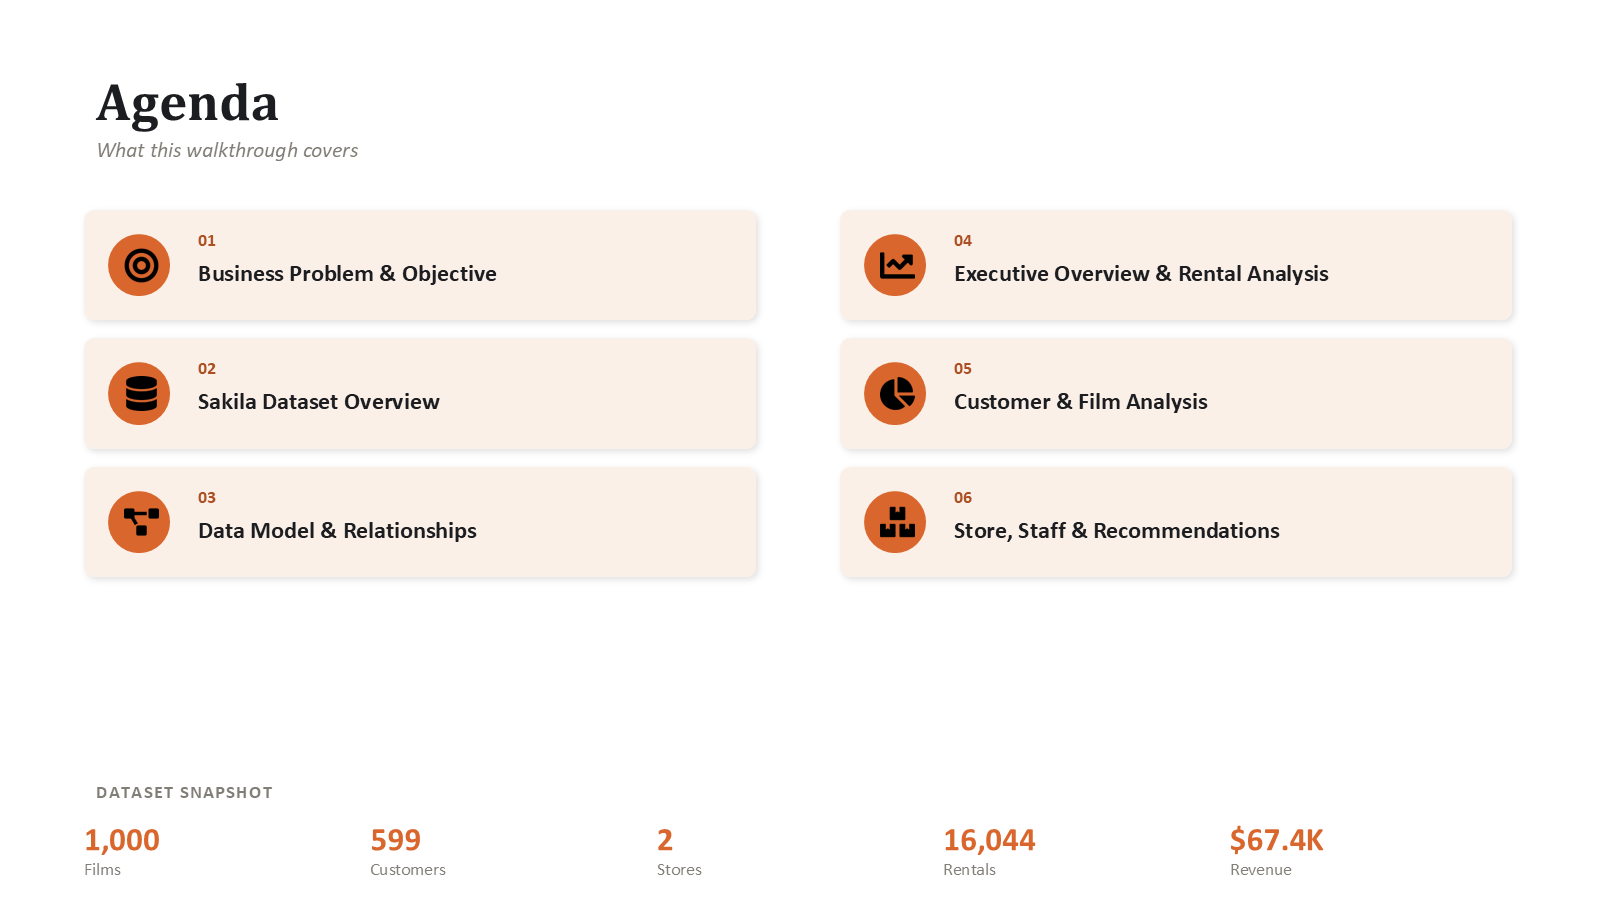 Agenda
What this walkthrough covers
01
Business Problem & Objective
02
Sakila Dataset Overview
03
Data Model & Relationships
04
Executive Overview & Rental Analysis
05
Customer & Film Analysis
06
Store, Staff & Recommendations
DATASET SNAPSHOT
1,000
Films
599
Customers
2
Stores
16,044
Rentals
$67.4K
Revenue